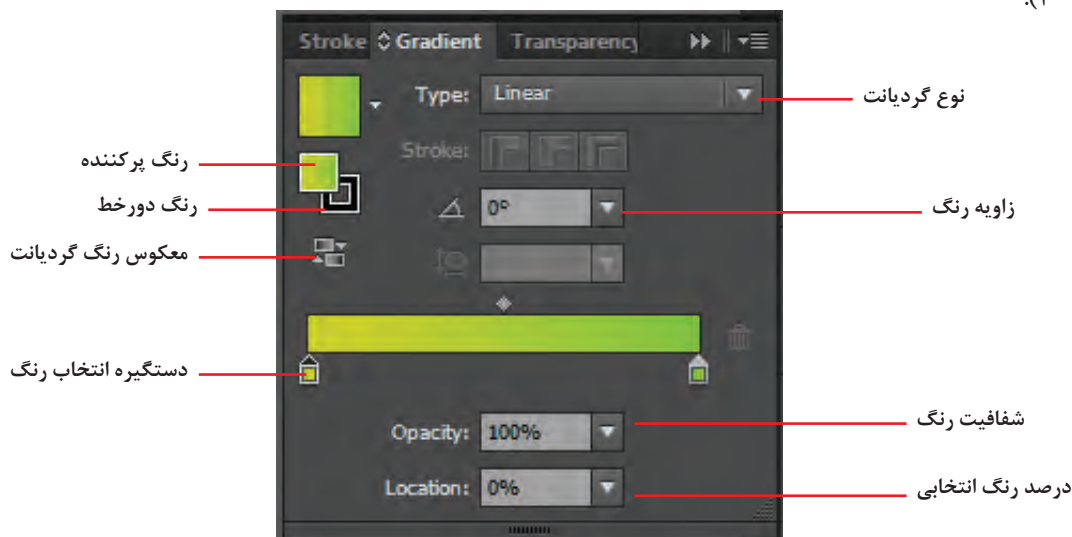 Stroke Gradient Transparency
Type: Linear
نوع گردیانت
Stroke:
رنگ پرکننده
رنگ دورخط
0°
زاویه رنگ
معکوس رنگ گردیانت
دستگیره انتخاب رنگ
Opacity: 100%
شفافیت رنگ
Location: 0%
درصد رنگ انتخابی